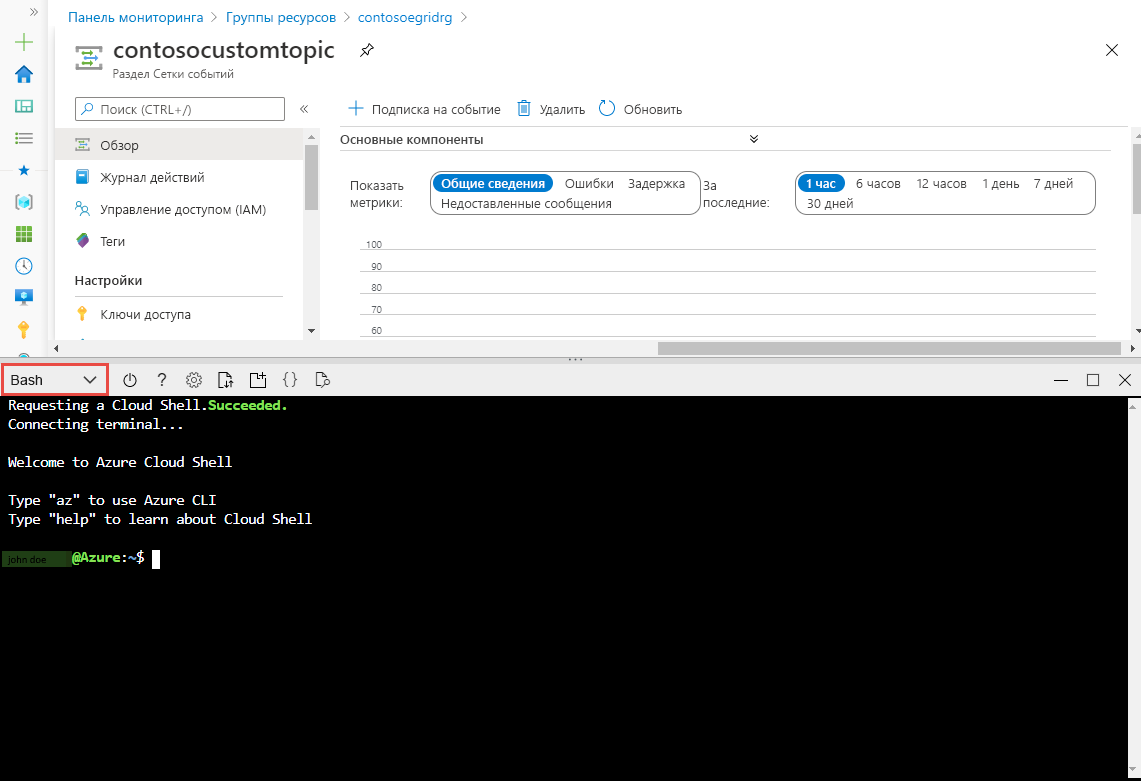 Панель мониторинга > Группы ресурсов > contosoegridrg >
contosocustomtopic
Раздел Сетки событий
Поиск (CTRL+/)
Обзор
Журнал действий
Управление доступом (IAM)
Теги
Настройки
Ключи доступа
+ Подписка на событие Удалить Обновить
Основные компоненты
Показать метрики:
Общие сведения Ошибки Задержка
Недоставленные сообщения
За последние:
1 час 6 часов 12 часов 1 день 7 дней
30 дней
100
90
80
70
60
Bash
Requesting a Cloud Shell.Succeeded.
Connecting terminal...
Welcome to Azure Cloud Shell
Type "az" to use Azure CLI
Type "help" to learn about Cloud Shell
john doe@Azure:~$